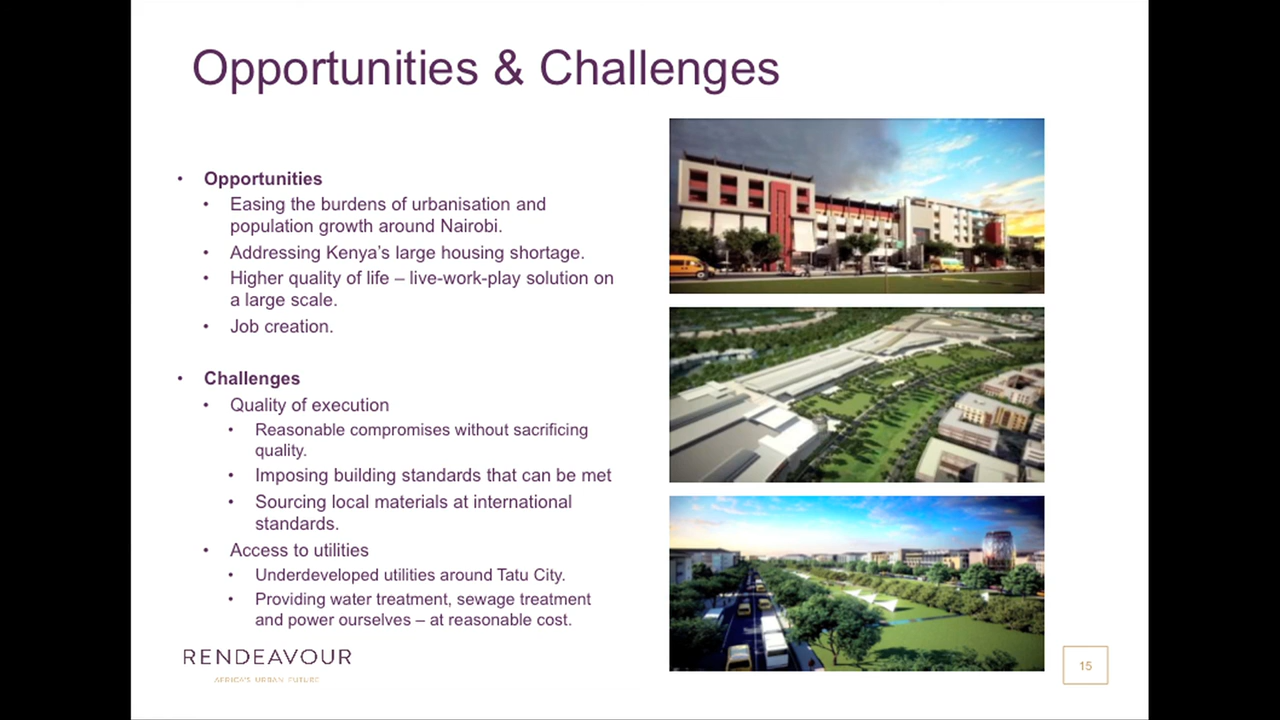 Opportunities & Challenges
• Opportunities
• Easing the burdens of urbanisation and
population growth around Nairobi.
• Addressing Kenya’s large housing shortage.
• Higher quality of life – live-work-play solution on
a large scale.
• Job creation.
• Challenges
• Quality of execution
• Reasonable compromises without sacrificing
quality.
• Imposing building standards that can be met
• Sourcing local materials at international
standards.
• Access to utilities
• Underdeveloped utilities around Tatu City.
• Providing water treatment, sewage treatment
and power ourselves – at reasonable cost.
RENDEAVOUR
AFRICA'S URBAN FUTURE
15